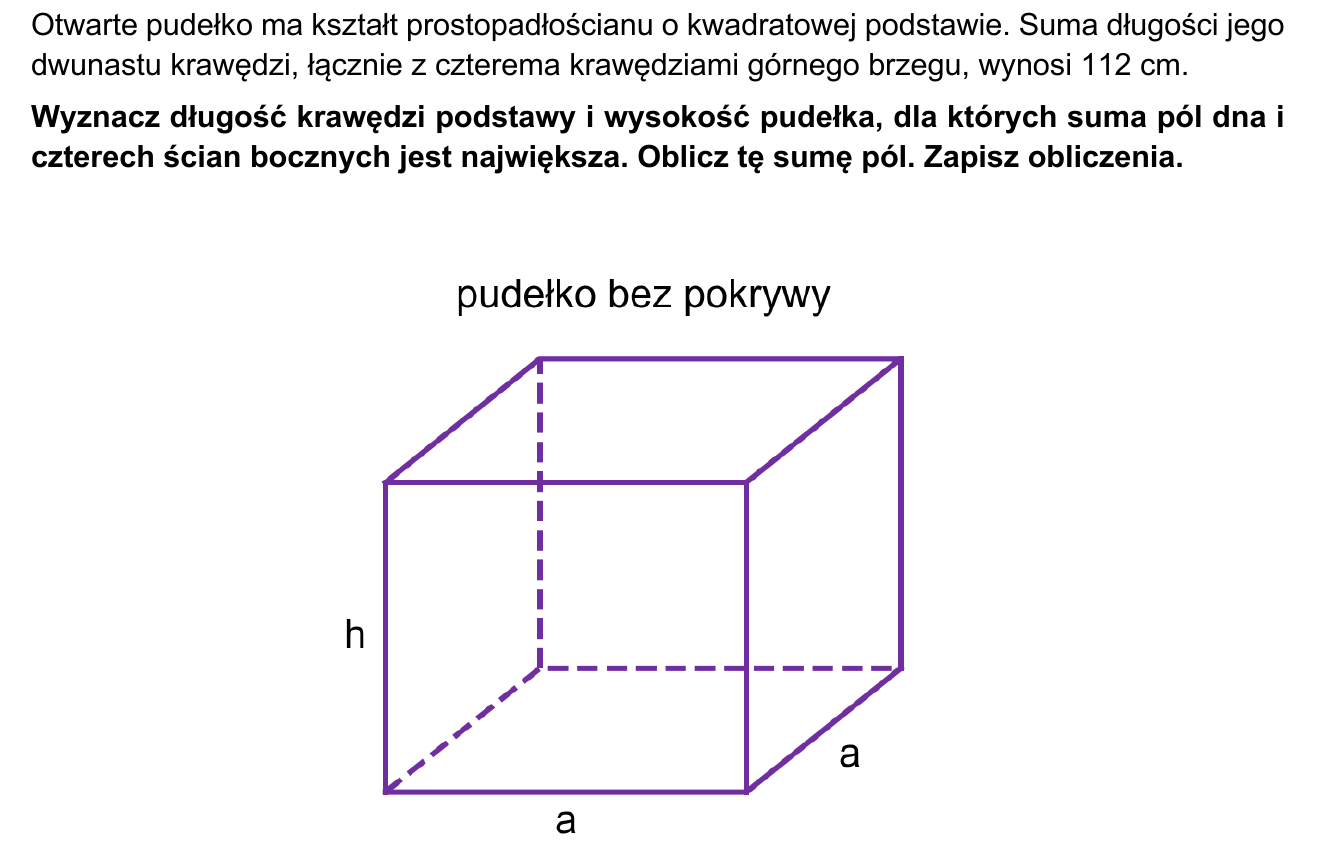 Otwarte pudełko ma kształt prostopadłościanu o kwadratowej podstawie. Suma długości jego
dwunastu krawędzi, łącznie z czterema krawędziami górnego brzegu, wynosi 112 cm.
Wyznacz długość krawędzi podstawy i wysokość pudełka, dla których suma pól dna i
czterech ścian bocznych jest największa. Oblicz tę sumę pól. Zapisz obliczenia.
pudełko bez pokrywy
h
a
a